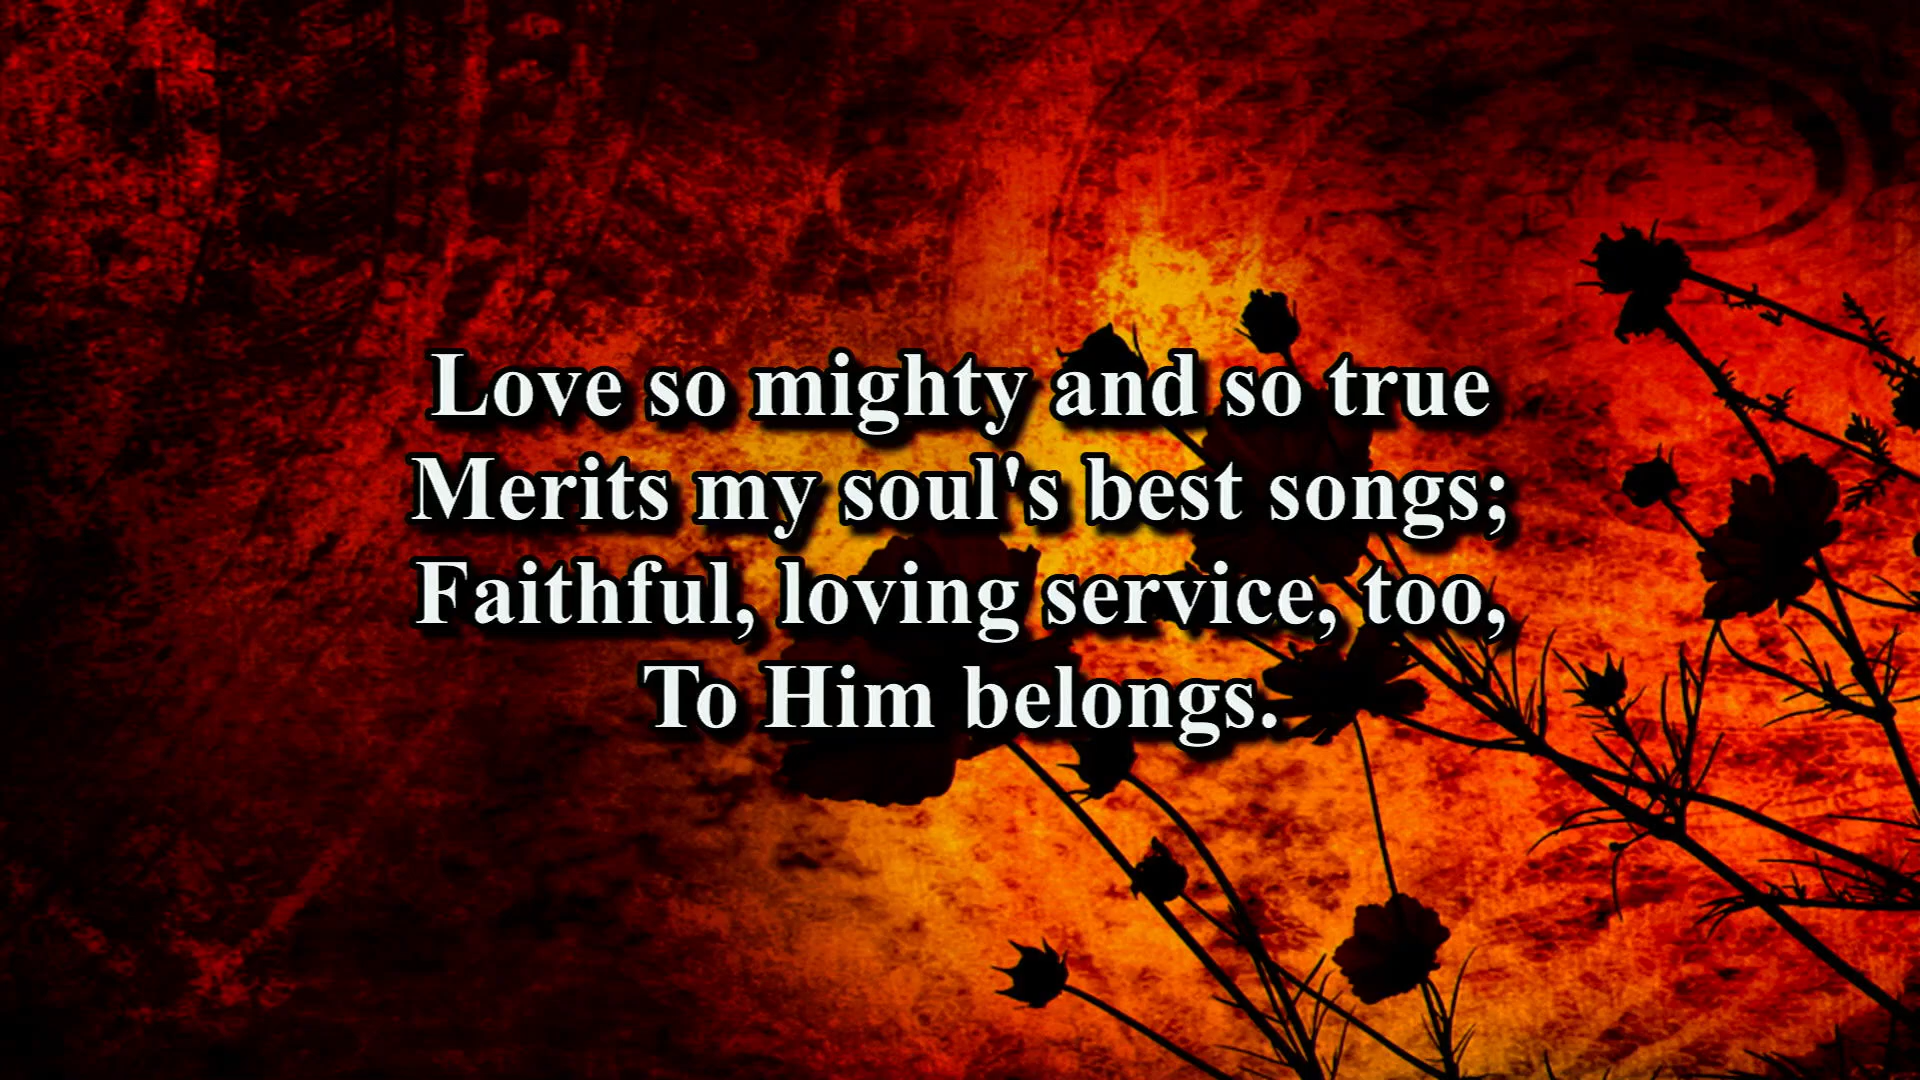 Love so mighty and so true
Merits my soul's best songs;
Faithful, loving service, too,
To Him belongs.